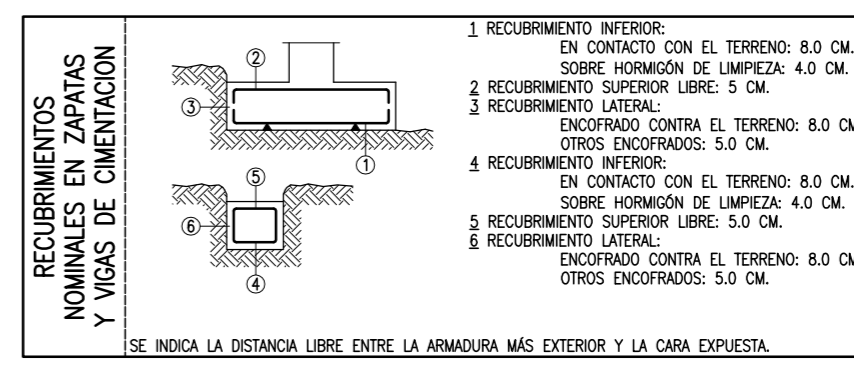 RECUBRIMIENTOS
NOMINALES EN ZAPATAS
Y VIGAS DE CIMENTACION
2
3
1
5
6
4
1 RECUBRIMIENTO INFERIOR:
EN CONTACTO CON EL TERRENO: 8.0 CM.
SOBRE HORMIGÓN DE LIMIPIEZA: 4.0 CM.
2 RECUBRIMIENTO SUPERIOR LIBRE: 5 CM.
3 RECUBRIMIENTO LATERAL:
ENCOFRADO CONTRA EL TERRENO: 8.0 CM
OTROS ENCOFRADOS: 5.0 CM.
4 RECUBRIMIENTO INFERIOR:
EN CONTACTO CON EL TERRENO: 8.0 CM.
SOBRE HORMIGÓN DE LIMPIEZA: 4.0 CM.
5 RECUBRIMIENTO SUPERIOR LIBRE: 5.0 CM.
6 RECUBRIMIENTO LATERAL:
ENCOFRADO CONTRA EL TERRENO: 8.0 CM
OTROS ENCOFRADOS: 5.0 CM.
SE INDICA LA DISTANCIA LIBRE ENTRE LA ARMADURA MÁS EXTERIOR Y LA CARA EXPUESTA.